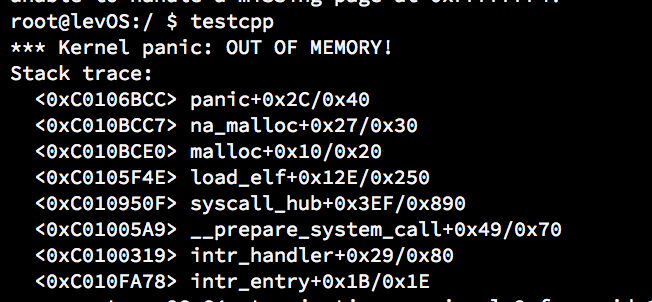 root@levOS:/ $ testcpp
*** Kernel panic: OUT OF MEMORY!
Stack trace:
<0xC0106BCC> panic+0x2C/0x40
<0xC010BCC7> na_malloc+0x27/0x30
<0xC010BCE0> malloc+0x10/0x20
<0xC0105F4E> load_elf+0x12E/0x250
<0xC010950F> syscall_hub+0x3EF/0x890
<0xC01005A9> __prepare_system_call+0x49/0x70
<0xC0100319> intr_handler+0x29/0x80
<0xC010FA78> intr_entry+0x1B/0x1E